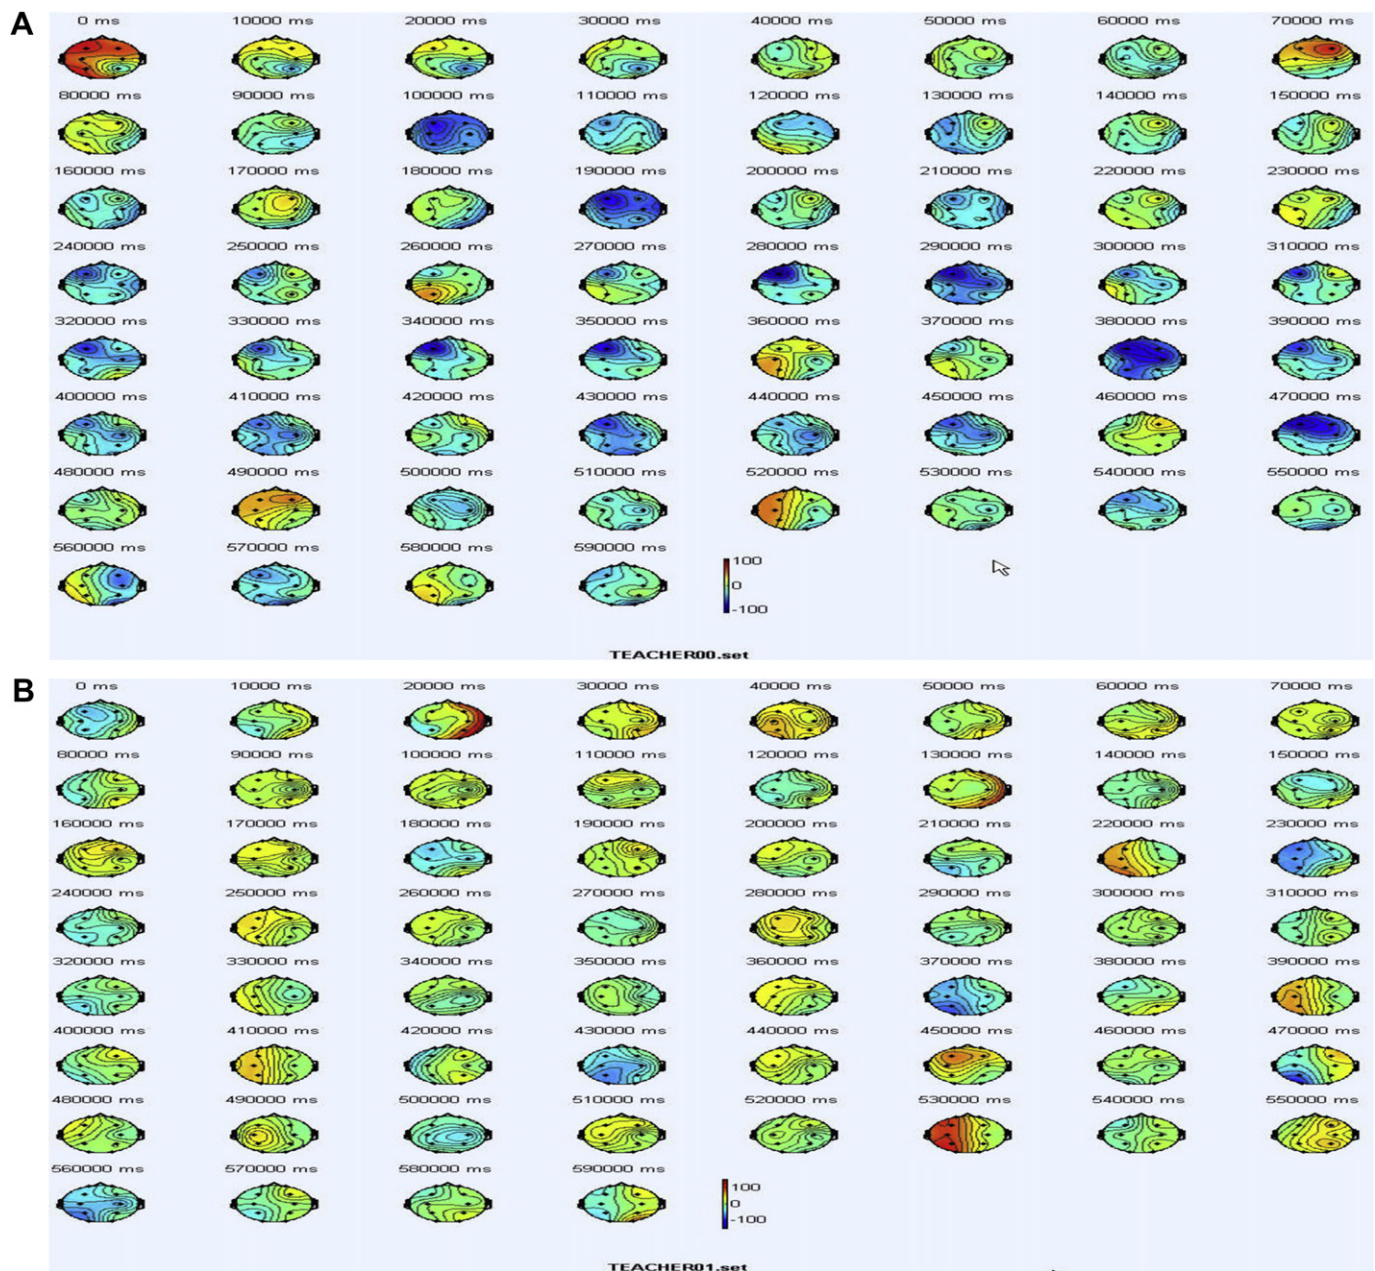 A
0 ms 10000 ms 20000 ms 30000 ms 40000 ms 50000 ms 60000 ms 70000 ms
80000 ms 90000 ms 100000 ms 110000 ms 120000 ms 130000 ms 140000 ms 150000 ms
160000 ms 170000 ms 180000 ms 190000 ms 200000 ms 210000 ms 220000 ms 230000 ms
240000 ms 250000 ms 260000 ms 270000 ms 280000 ms 290000 ms 300000 ms 310000 ms
320000 ms 330000 ms 340000 ms 350000 ms 360000 ms 370000 ms 380000 ms 390000 ms
400000 ms 410000 ms 420000 ms 430000 ms 440000 ms 450000 ms 460000 ms 470000 ms
480000 ms 490000 ms 500000 ms 510000 ms 520000 ms 530000 ms 540000 ms 550000 ms
560000 ms 570000 ms 580000 ms 590000 ms
100
0
-100
TEACHER00.set
B
0 ms 10000 ms 20000 ms 30000 ms 40000 ms 50000 ms 60000 ms 70000 ms
80000 ms 90000 ms 100000 ms 110000 ms 120000 ms 130000 ms 140000 ms 150000 ms
160000 ms 170000 ms 180000 ms 190000 ms 200000 ms 210000 ms 220000 ms 230000 ms
240000 ms 250000 ms 260000 ms 270000 ms 280000 ms 290000 ms 300000 ms 310000 ms
320000 ms 330000 ms 340000 ms 350000 ms 360000 ms 370000 ms 380000 ms 390000 ms
400000 ms 410000 ms 420000 ms 430000 ms 440000 ms 450000 ms 460000 ms 470000 ms
480000 ms 490000 ms 500000 ms 510000 ms 520000 ms 530000 ms 540000 ms 550000 ms
560000 ms 570000 ms 580000 ms 590000 ms
100
0
-100
TEACHER01.set